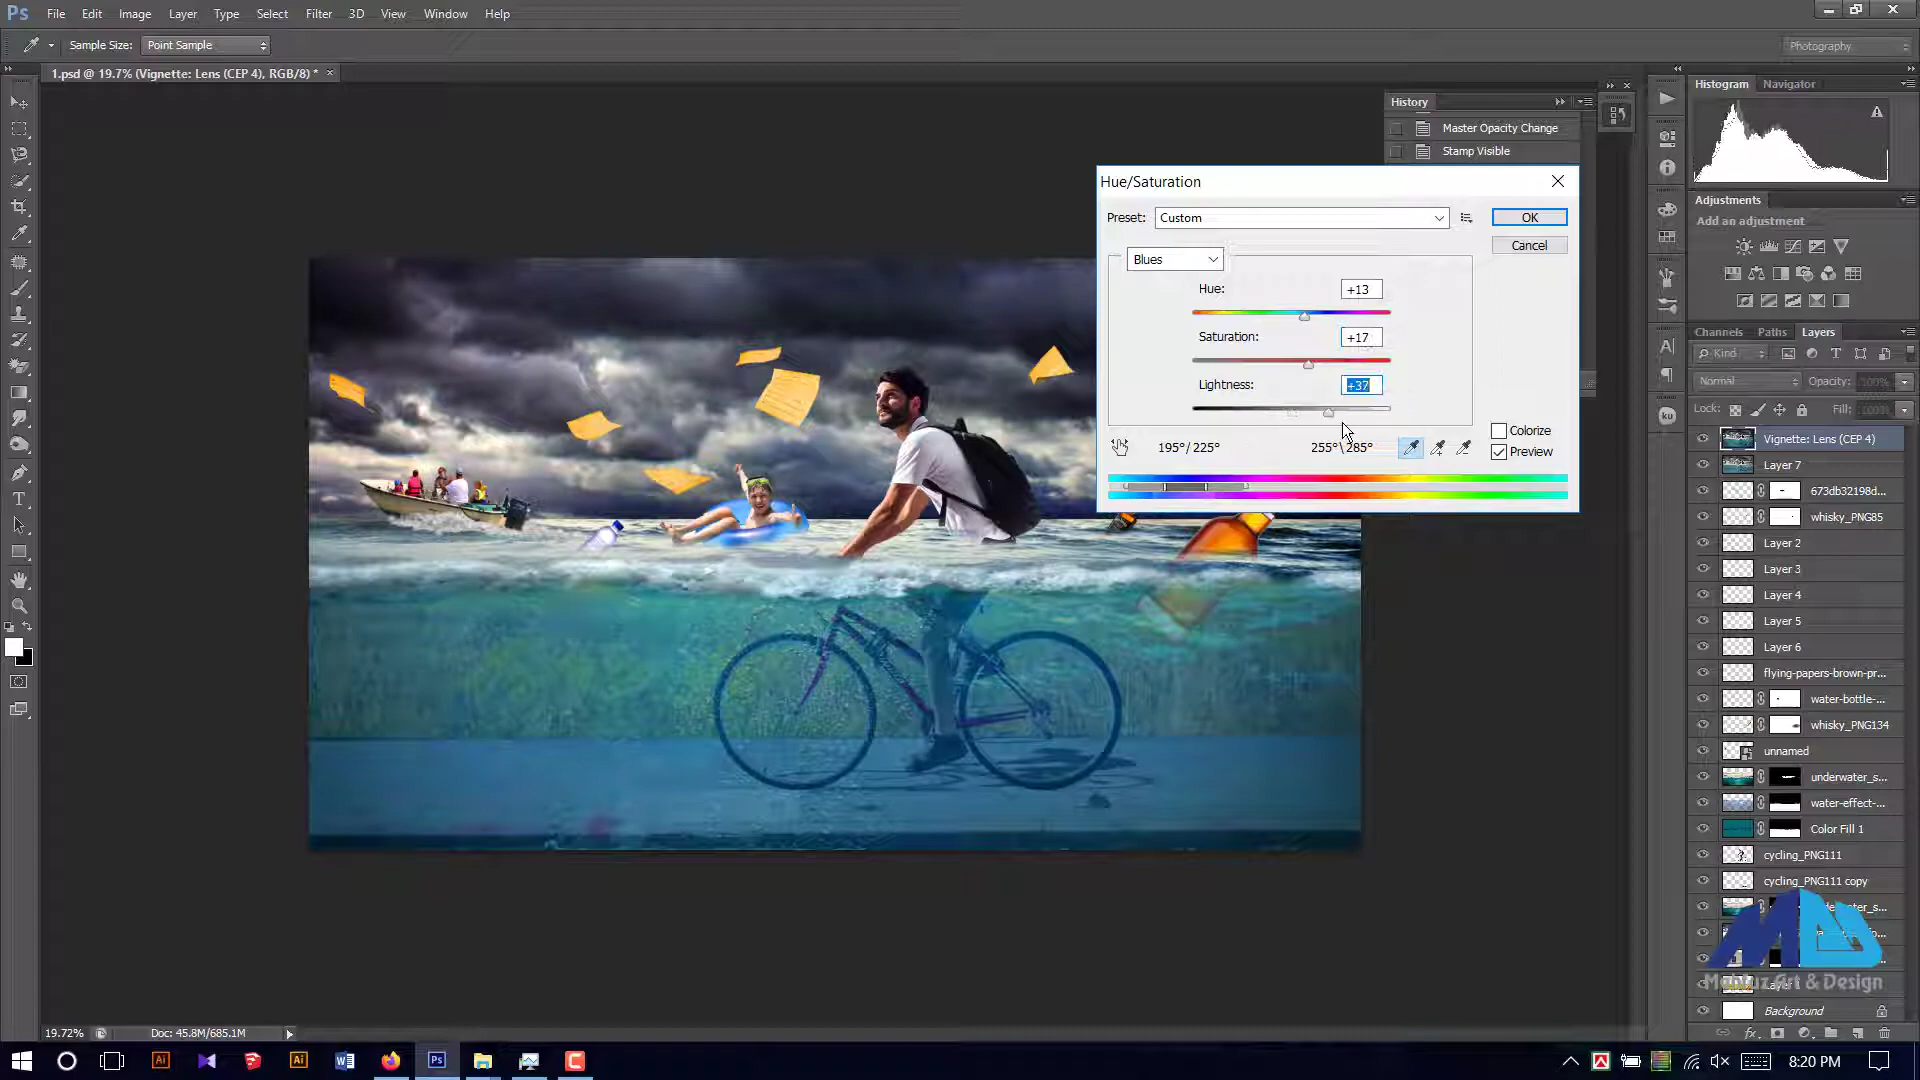 Ps File Edit Image Layer Type Select Filter 3D View Window Help
Sample Size: Point Sample
Photography
1.psd @ 19.7% (Vignette: Lens (CEP 4), RGB/8) * ×
History
Master Opacity Change
Stamp Visible
Hue/Saturation
Preset: Custom
OK
Cancel
Blues
Hue: +13
Saturation: +17
Lightness: +37
195°/ 225° 255°\ 285°
Colorize
Preview
Histogram Navigator
Adjustments
Add an adjustment
Channels Paths Layers
Kind
Normal Opacity: 100%
Lock: Fill: 100%
Vignette: Lens (CEP 4)
Layer 7
673db32198d...
whisky_PNG85
Layer 2
Layer 3
Layer 4
Layer 5
Layer 6
flying-papers-brown-pr...
water-bottle-...
whisky_PNG134
unnamed
underwater_s...
water-effect-...
Color Fill 1
cycling_PNG111
cycling_PNG111 copy
Art & Design
Background
19.72% Doc: 45.8M/685.1M
8:20 PM